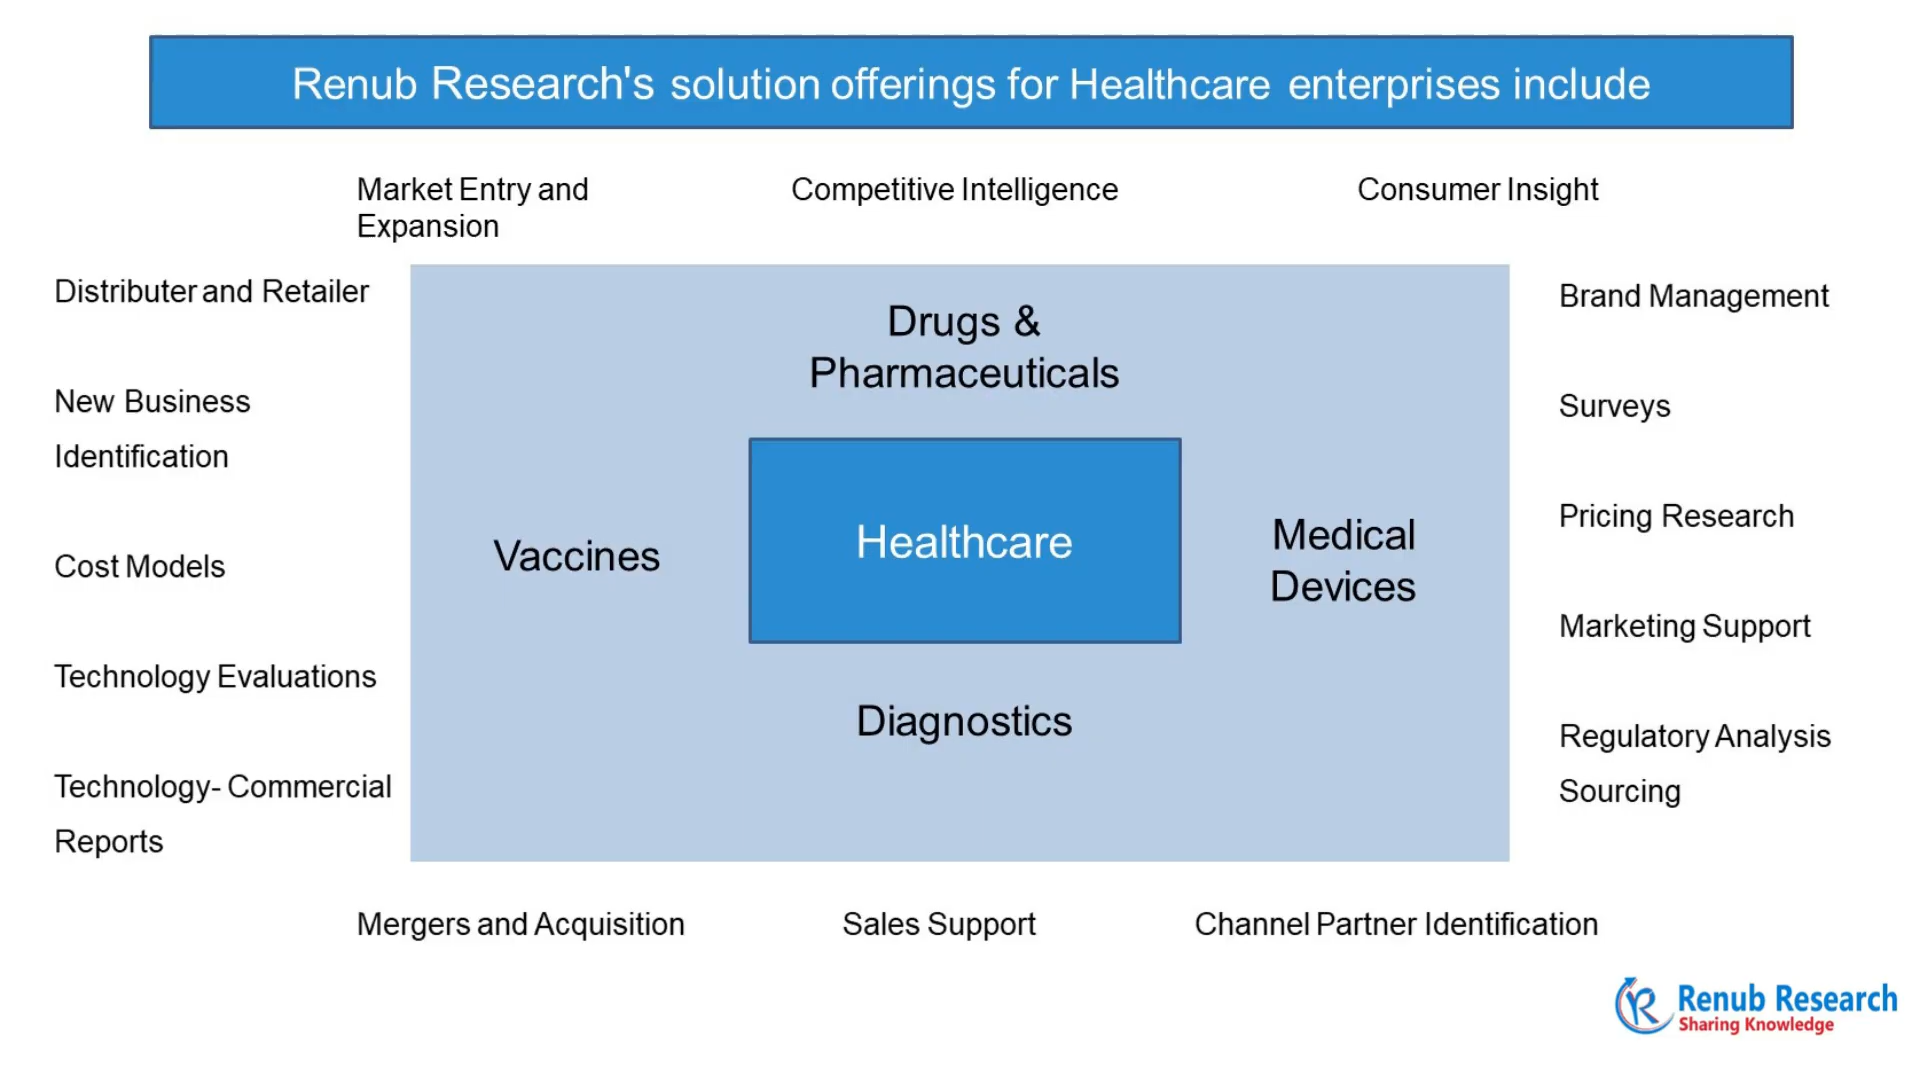 Renub Research's solution offerings for Healthcare enterprises include
Market Entry and
Expansion
Competitive Intelligence
Consumer Insight
Distributer and Retailer
New Business
Identification
Cost Models
Technology Evaluations
Technology- Commercial
Reports
Drugs &
Pharmaceuticals
Vaccines
Healthcare
Medical
Devices
Diagnostics
Brand Management
Surveys
Pricing Research
Marketing Support
Regulatory Analysis
Sourcing
Mergers and Acquisition
Sales Support
Channel Partner Identification
Renub Research
Sharing Knowledge